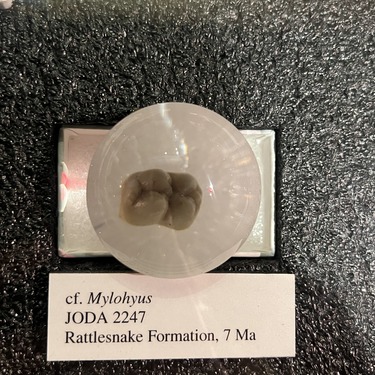 cf. Mylohyus
JODA 2247
Rattlesnake Formation, 7 Ma